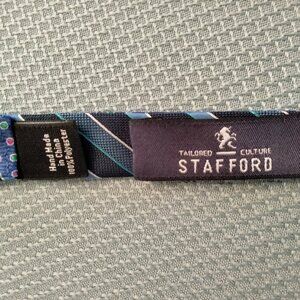 Hand Made
in China
100% Polyester
TAILORED CULTURE
STAFFORD